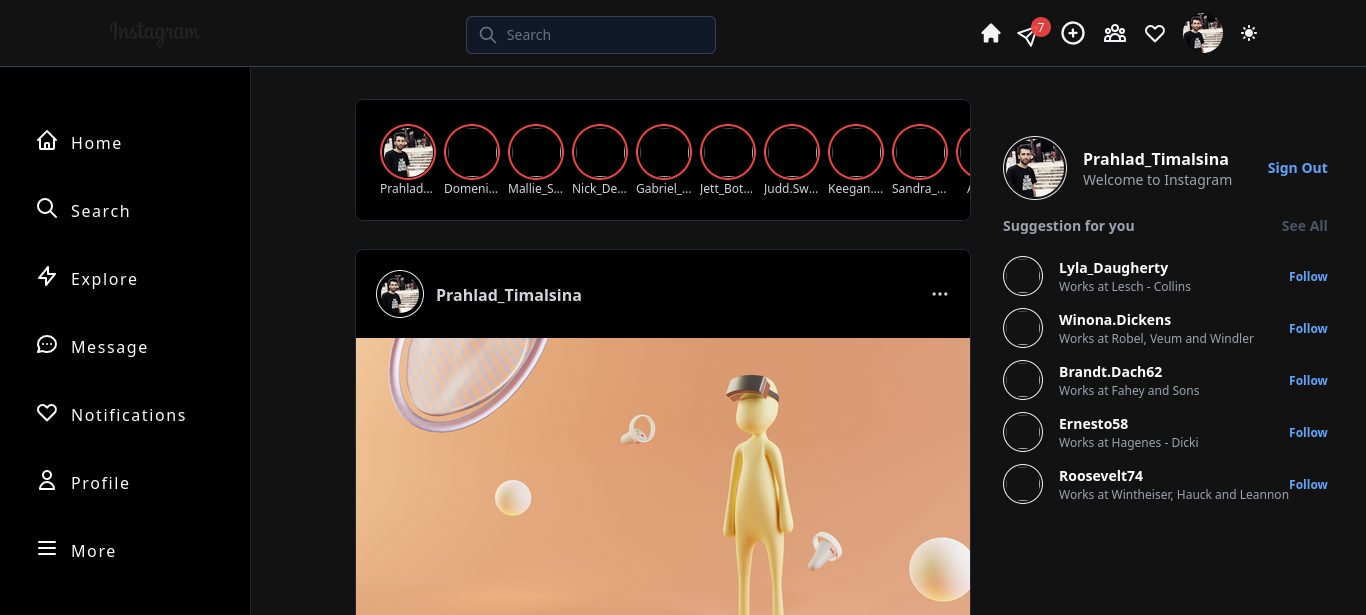 Instagram
Search
7
Home
Search
Explore
Message
Notifications
Profile
More
Prahlad... Domeni... Mallie_S... Nick_De... Gabriel_... Jett_Bot... Judd.Sw... Keegan.... Sandra_...
Prahlad_Timalsina
Prahlad_Timalsina
Welcome to Instagram
Sign Out
Suggestion for you See All
Lyla_Daugherty
Works at Lesch - Collins
Follow
Winona.Dickens
Works at Robel, Veum and Windler
Follow
Brandt.Dach62
Works at Fahey and Sons
Follow
Ernesto58
Works at Hagenes - Dicki
Follow
Roosevelt74
Works at Wintheiser, Hauck and Leannon
Follow